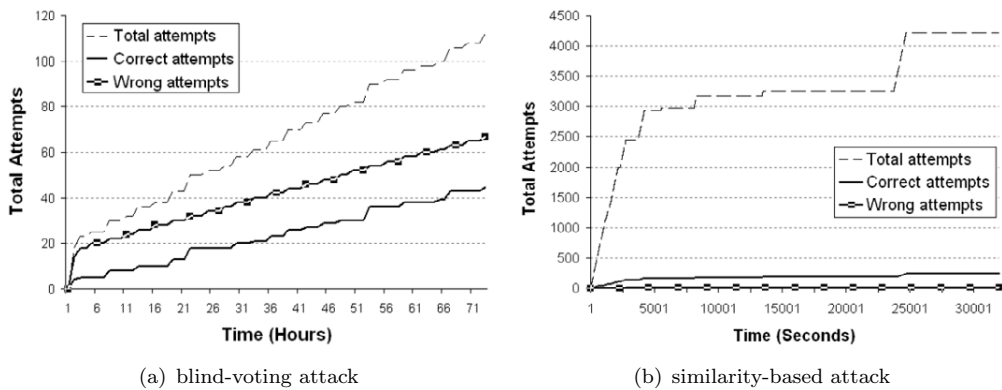 120
100
80
60
40
20
0
Total Attempts
Total attempts
Correct attempts
Wrong attempts
1 6 11 16 21 26 31 36 41 46 51 56 61 66 71
Time (Hours)
(a) blind-voting attack
4500
4000
3500
3000
2500
2000
1500
1000
500
0
Total Attempts
Total attempts
Correct attempts
Wrong attempts
1 5001 10001 15001 20001 25001 30001
Time (Seconds)
(b) similarity-based attack